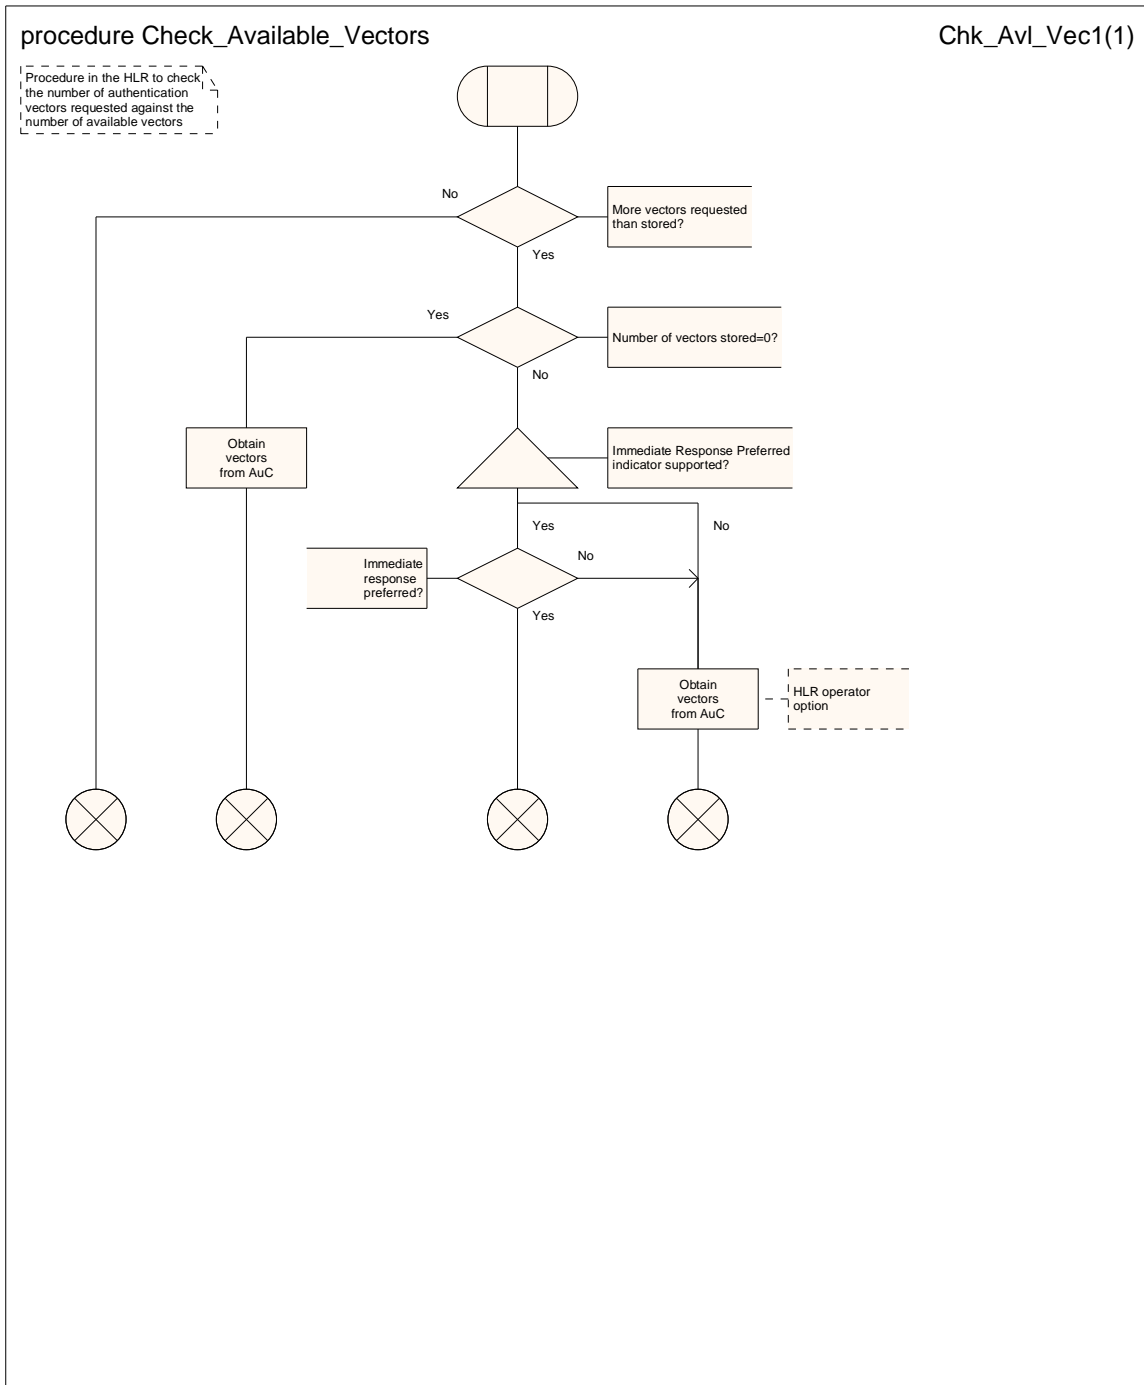 procedure Check_Available_Vectors
Chk_Avl_Vec1(1)
Procedure in the HLR to check
the number of authentication
vectors requested against the
number of available vectors
No
More vectors requested
than stored?
Yes
Yes
Number of vectors stored=0?
No
Obtain
vectors
from AuC
Immediate Response Preferred
indicator supported?
Yes
No
Immediate
response
preferred?
No
Yes
Obtain
vectors
from AuC
HLR operator
option